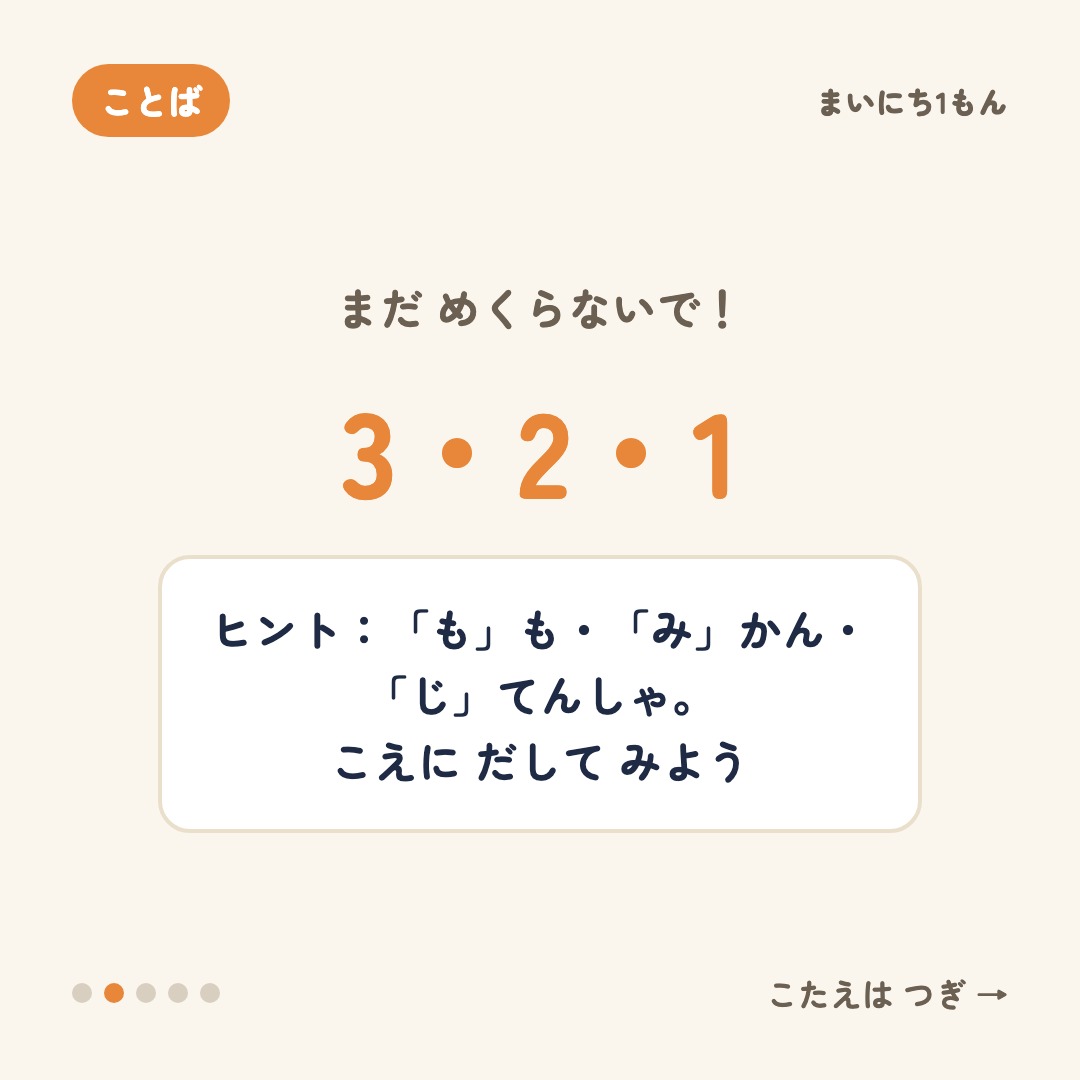 ことば
まいにち1もん
まだ めくらないで！
3・2・1
ヒント：「も」も・「み」かん・
「じ」てんしゃ。
こえに だして みよう
こたえは つぎ →